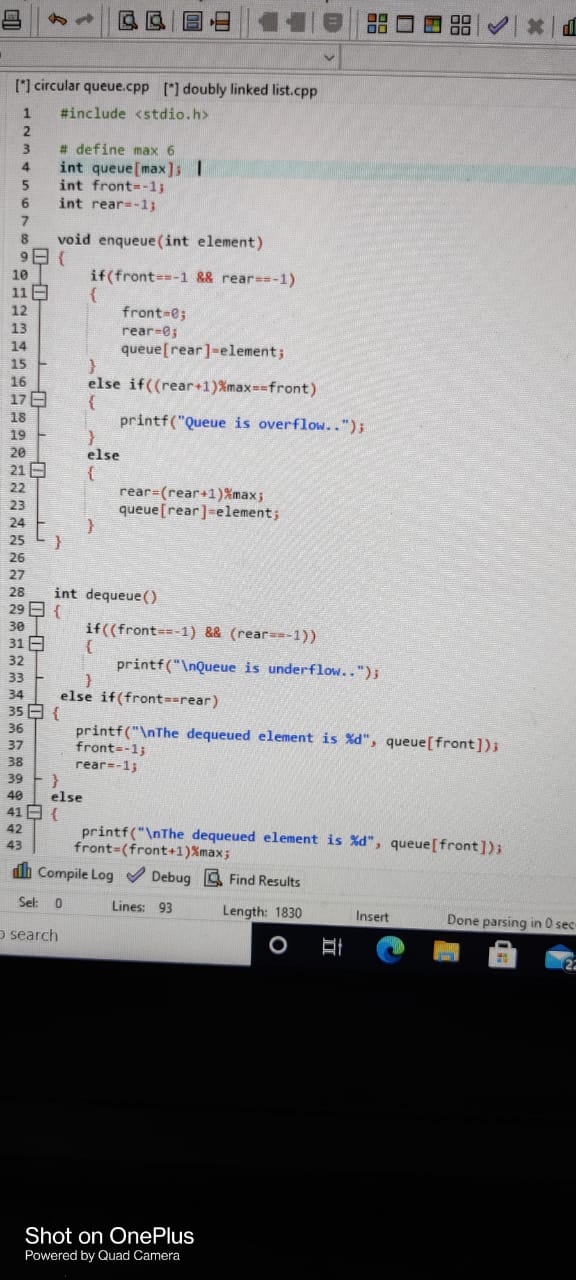 [*] circular queue.cpp [*] doubly linked list.cpp
1 #include <stdio.h>
2
3 # define max 6
4 int queue[max];
5 int front=-1;
6 int rear=-1;
7
8 void enqueue(int element)
9 {
10 if(front==-1 && rear==-1)
11 {
12 front=0;
13 rear=0;
14 queue[rear]=element;
15 }
16 else if((rear+1)%max==front)
17 {
18 printf("Queue is overflow..");
19 }
20 else
21 {
22 rear=(rear+1)%max;
23 queue[rear]=element;
24 }
25 }
26
27
28 int dequeue()
29 {
30 if((front==-1) && (rear==-1))
31 {
32 printf("\nQueue is underflow..");
33 }
34 else if(front==rear)
35 {
36 printf("\nThe dequeued element is %d", queue[front]);
37 front=-1;
38 rear=-1;
39 }
40 else
41 {
42 printf("\nThe dequeued element is %d", queue[front]);
43 front=(front+1)%max;
Compile Log Debug Find Results
Sel: 0 Lines: 93 Length: 1830 Insert Done parsing in 0 sec
search
Shot on OnePlus
Powered by Quad Camera